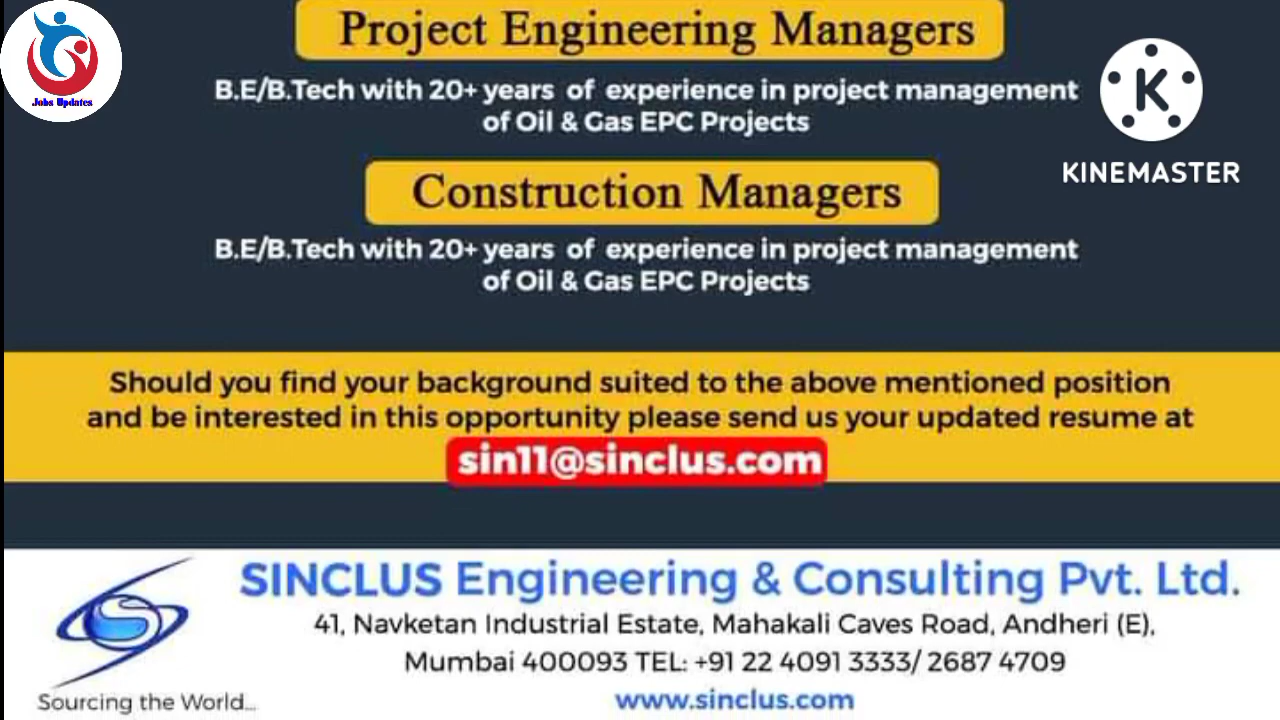 Jobs Updates
Project Engineering Managers
B.E/B.Tech with 20+ years of experience in project management
of Oil & Gas EPC Projects
K
KINEMASTER
Construction Managers
B.E/B.Tech with 20+ years of experience in project management
of Oil & Gas EPC Projects
Should you find your background suited to the above mentioned position
and be interested in this opportunity please send us your updated resume at
sin11@sinclus.com
SINCLUS Engineering & Consulting Pvt. Ltd.
41, Navketan Industrial Estate, Mahakali Caves Road, Andheri (E),
Mumbai 400093 TEL: +91 22 4091 3333/ 2687 4709
Sourcing the World...
www.sinclus.com